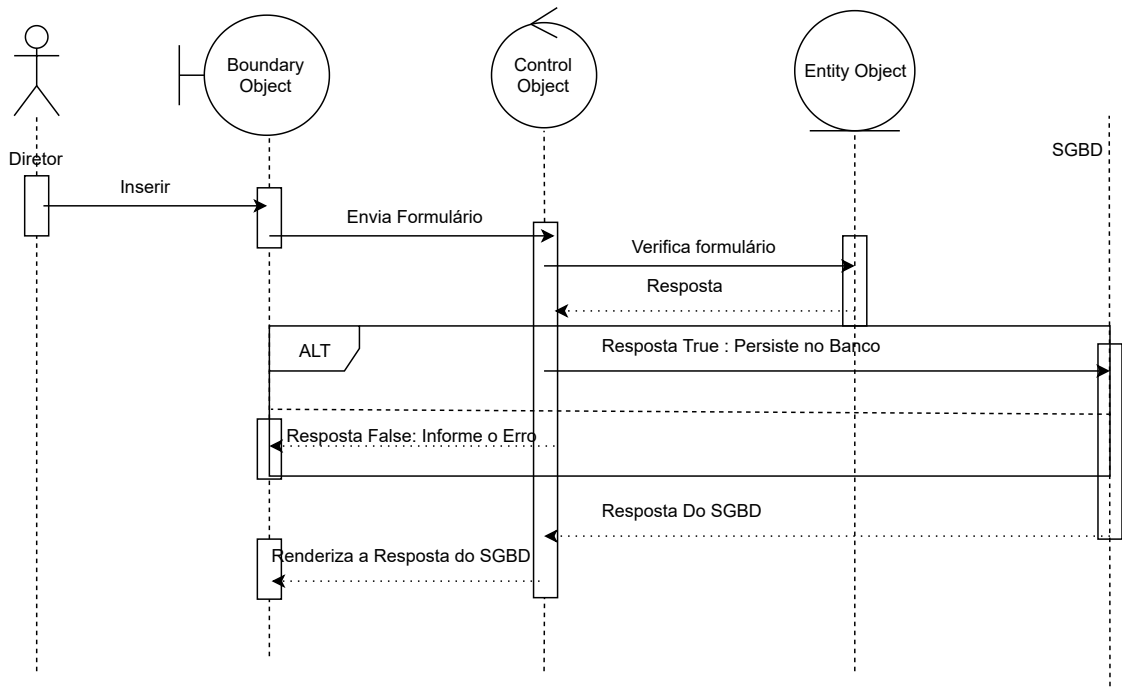 Boundary
Object
Control
Object
Entity Object
SGBD
Diretor
Inserir
Envia Formulário
Verifica formulário
Resposta
ALT
Resposta True : Persiste no Banco
Resposta False: Informe o Erro
Resposta Do SGBD
Renderiza a Resposta do SGBD